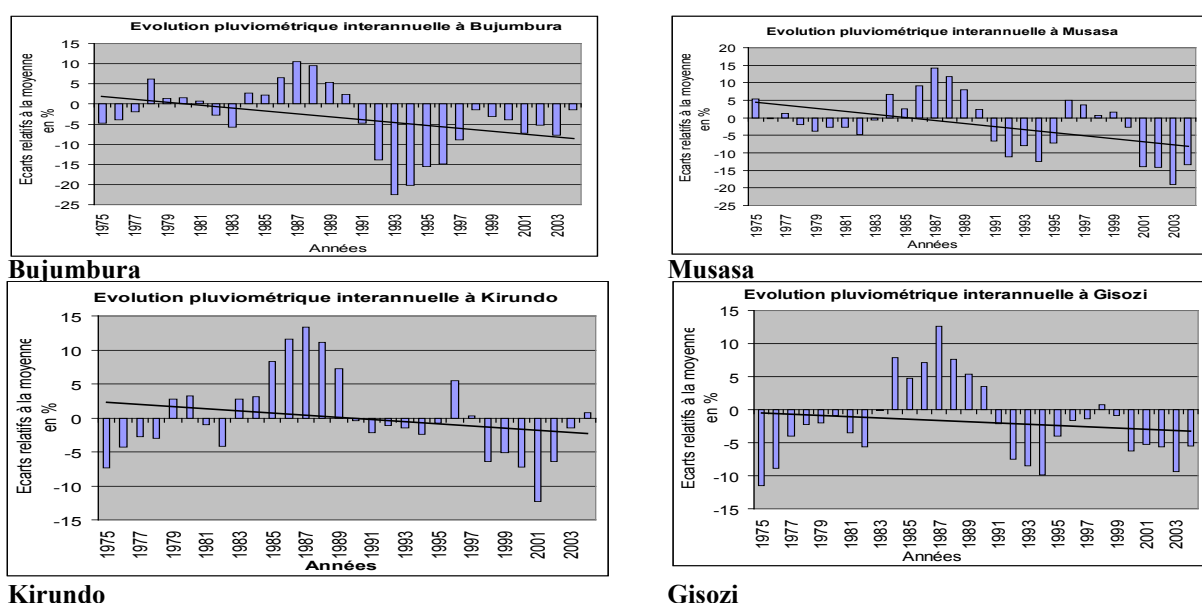 Evolution pluviométrique interannuelle à Bujumbura
Ecarts relatifs à la moyenne
en %
15
10
5
0
-5
-10
-15
-20
-25
1975 1977 1979 1981 1983 1985 1987 1989 1991 1993 1995 1997 1999 2001 2003
Années
Bujumbura
Evolution pluviométrique interannuelle à Musasa
Ecarts relatifs à la moyenne
en %
20
15
10
5
0
-5
-10
-15
-20
-25
1975 1977 1979 1981 1983 1985 1987 1989 1991 1993 1995 1997 1999 2001 2003
Années
Musasa
Evolution pluviométrique interannuelle à Kirundo
Ecarts relatifs à la moyenne
en %
15
10
5
0
-5
-10
-15
1975 1977 1979 1981 1983 1985 1987 1989 1991 1993 1995 1997 1999 2001 2003
Années
Kirundo
Evolution pluviométrique interannuelle à Gisozi
Ecarts relatifs à la moyenne
en %
15
10
5
0
-5
-10
-15
1975 1977 1979 1981 1983 1985 1987 1989 1991 1993 1995 1997 1999 2001 2003
Années
Gisozi